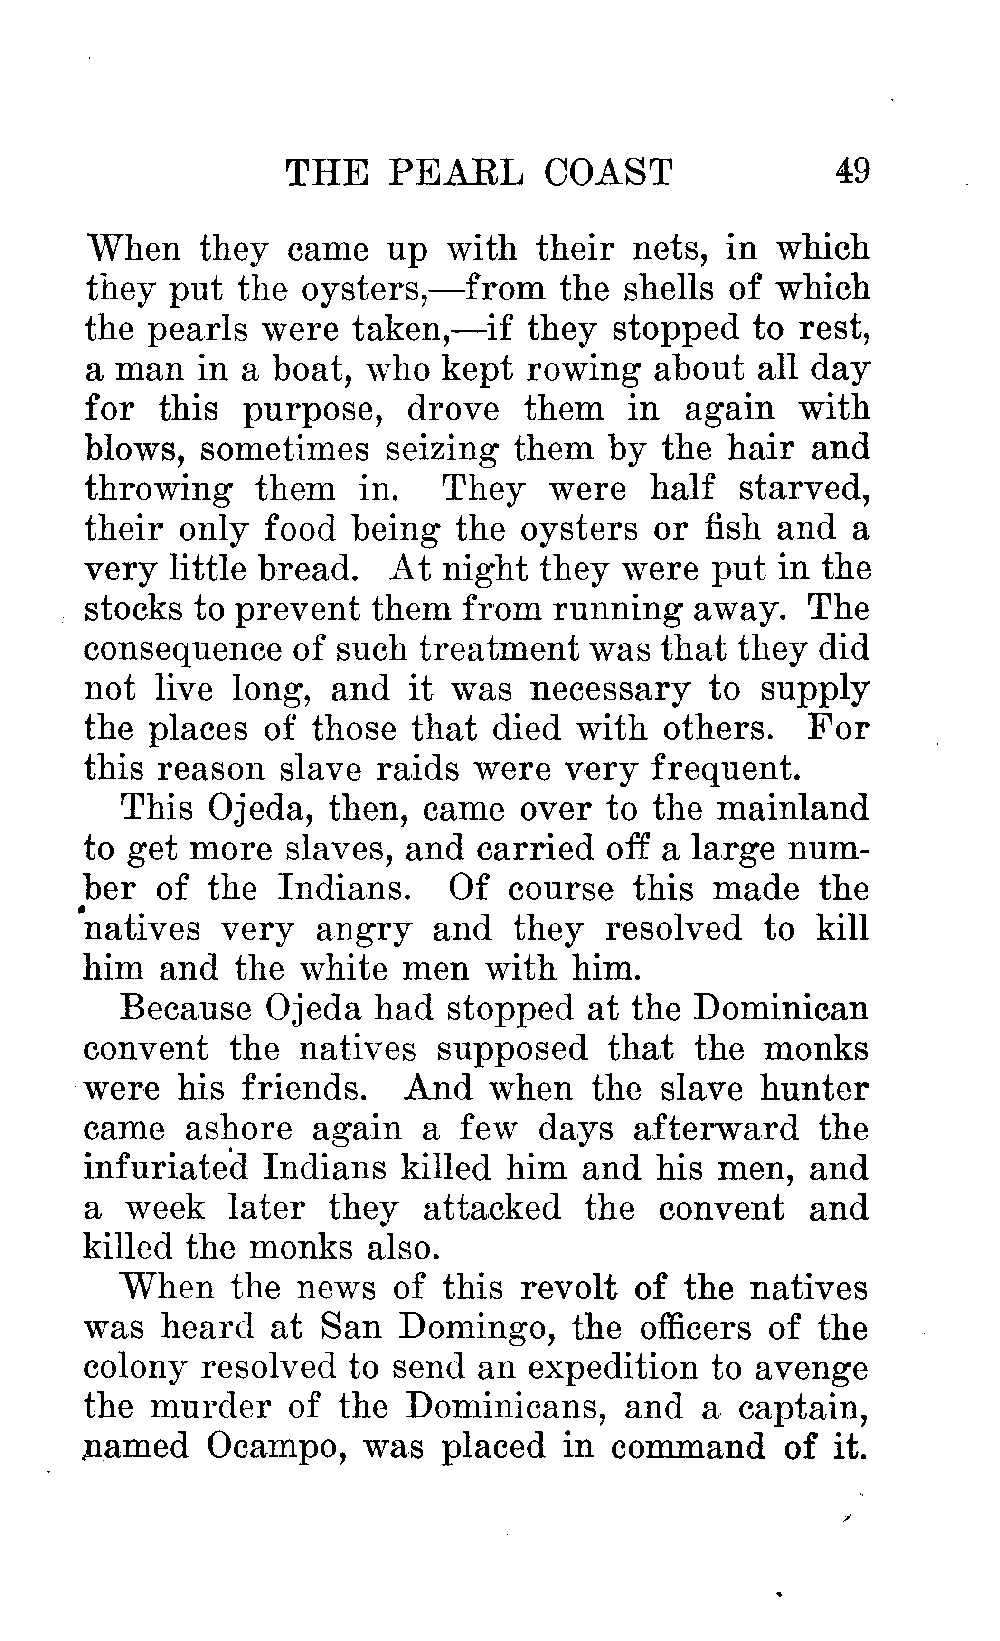 THE PEARL COAST 49
When they came up with their nets, in which
they put the oysters,—from the shells of which
the pearls were taken,—if they stopped to rest,
a man in a boat, who kept rowing about all day
for this purpose, drove them in again with
blows, sometimes seizing them by the hair and
throwing them in. They were half starved,
their only food being the oysters or fish and a
very little bread. At night they were put in the
stocks to prevent them from running away. The
consequence of such treatment was that they did
not live long, and it was necessary to supply
the places of those that died with others. For
this reason slave raids were very frequent.
This Ojeda, then, came over to the mainland
to get more slaves, and carried off a large num-
ber of the Indians. Of course this made the
natives very angry and they resolved to kill
him and the white men with him.
Because Ojeda had stopped at the Dominican
convent the natives supposed that the monks
were his friends. And when the slave hunter
came ashore again a few days afterward the
infuriated Indians killed him and his men, and
a week later they attacked the convent and
killed the monks also.
When the news of this revolt of the natives
was heard at San Domingo, the officers of the
colony resolved to send an expedition to avenge
the murder of the Dominicans, and a captain,
named Ocampo, was placed in command of it.